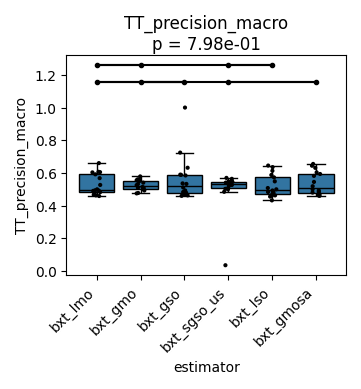 TT_precision_macro
p = 7.98e-01
TT_precision_macro
1.2
1.0
0.8
0.6
0.4
0.2
0.0
bxt_lmo
bxt_gmo
bxt_gso
bxt_sgso_us
bxt_lso
bxt_gmosa
estimator